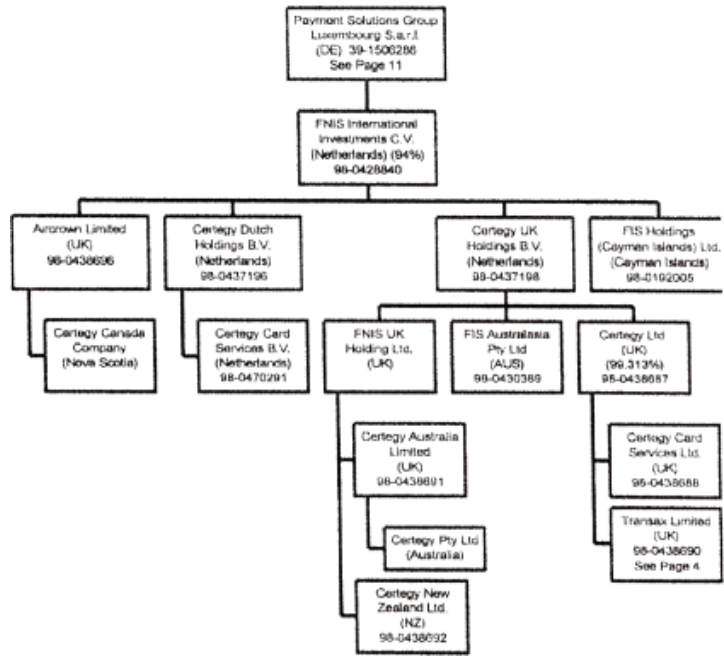 Payment Solutions Group
Luxembourg S.a.r.l
(DE) 39-1506286
See Page 11
FNIS International
Investments C.V.
(Netherlands) (94%)
98-0428840
Aircrown Limited
(UK)
98-0438696
Certegy Dutch
Holdings B.V.
(Netherlands)
98-0437196
Certegy UK
Holdings B.V.
(Netherlands)
98-0437198
FIS Holdings
(Cayman Islands) Ltd.
(Cayman Islands)
98-0192005
Certegy Canada
Company
(Nova Scotia)
Certegy Card
Services B.V.
(Netherlands)
98-0470291
FNIS UK
Holding Ltd.
(UK)
FIS Australasia
Pty Ltd
(AUS)
98-0430369
Certegy Ltd
(UK)
(99.313%)
98-0438687
Certegy Australia
Limited
(UK)
98-0438691
Certegy Card
Services Ltd.
(UK)
98-0438688
Certegy Pty Ltd
(Australia)
Transax Limited
(UK)
98-0438690
See Page 4
Certegy New
Zealand Ltd.
(NZ)
98-0438692